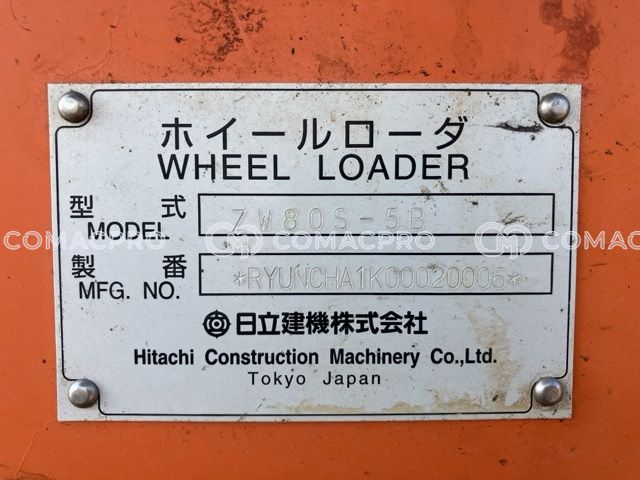 ホイールローダ
WHEEL LOADER
型 式
MODEL
ZW80S-5B
製 番
MFG. NO.
*RYUNCHA1K00020006*
日立建機株式会社
Hitachi Construction Machinery Co.,Ltd.
Tokyo Japan
COMACPRO COMACPRO